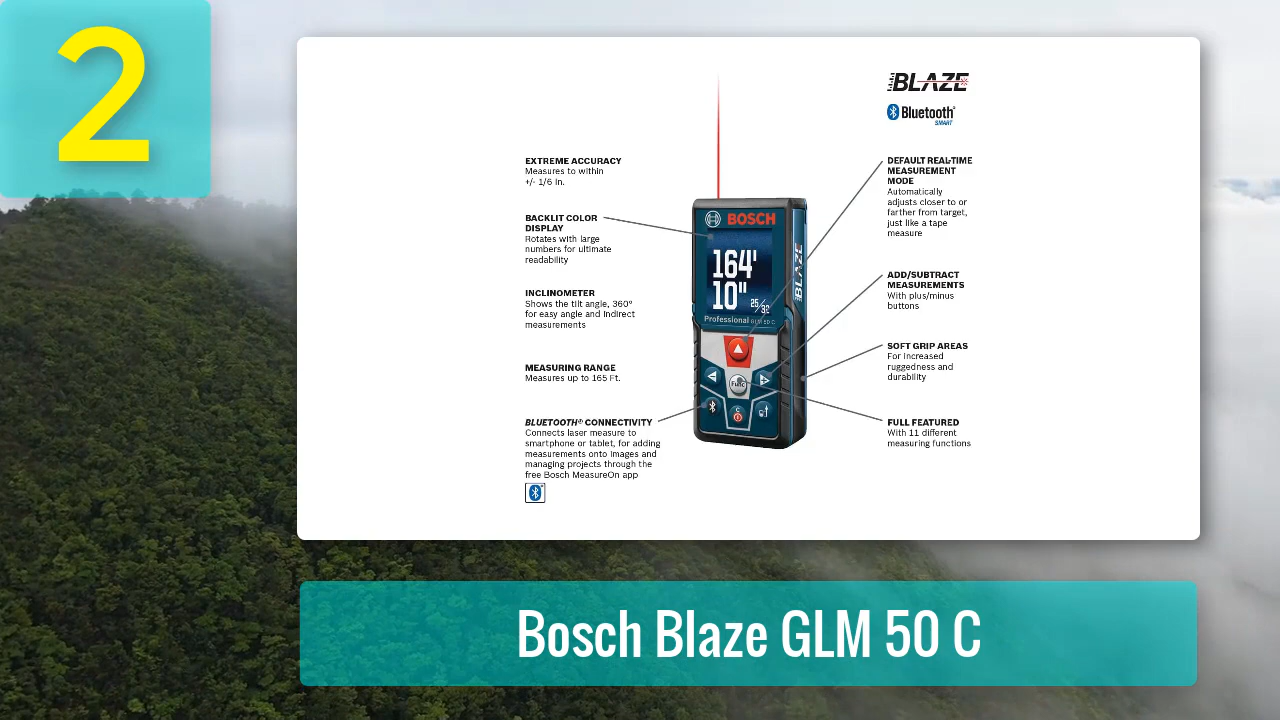 2
BLAZE
Bluetooth®
SMART
EXTREME ACCURACY
Measures to within
+/- 1/6 in.
BACKLIT COLOR
DISPLAY
Rotates with large
numbers for ultimate
readability
INCLINOMETER
Shows the tilt angle, 360°
for easy angle and indirect
measurements
MEASURING RANGE
Measures up to 165 Ft.
BLUETOOTH® CONNECTIVITY
Connects laser measure to
smartphone or tablet, for adding
measurements onto images and
managing projects through the
free Bosch MeasureOn app
BOSCH
164'
10" 25/32
Professional GLM 50 C
BLAZE
Func
C
DEFAULT REAL-TIME
MEASUREMENT
MODE
Automatically
adjusts closer to or
farther from target,
just like a tape
measure
ADD/SUBTRACT
MEASUREMENTS
With plus/minus
buttons
SOFT GRIP AREAS
For increased
ruggedness and
durability
FULL FEATURED
With 11 different
measuring functions
Bosch Blaze GLM 50 C